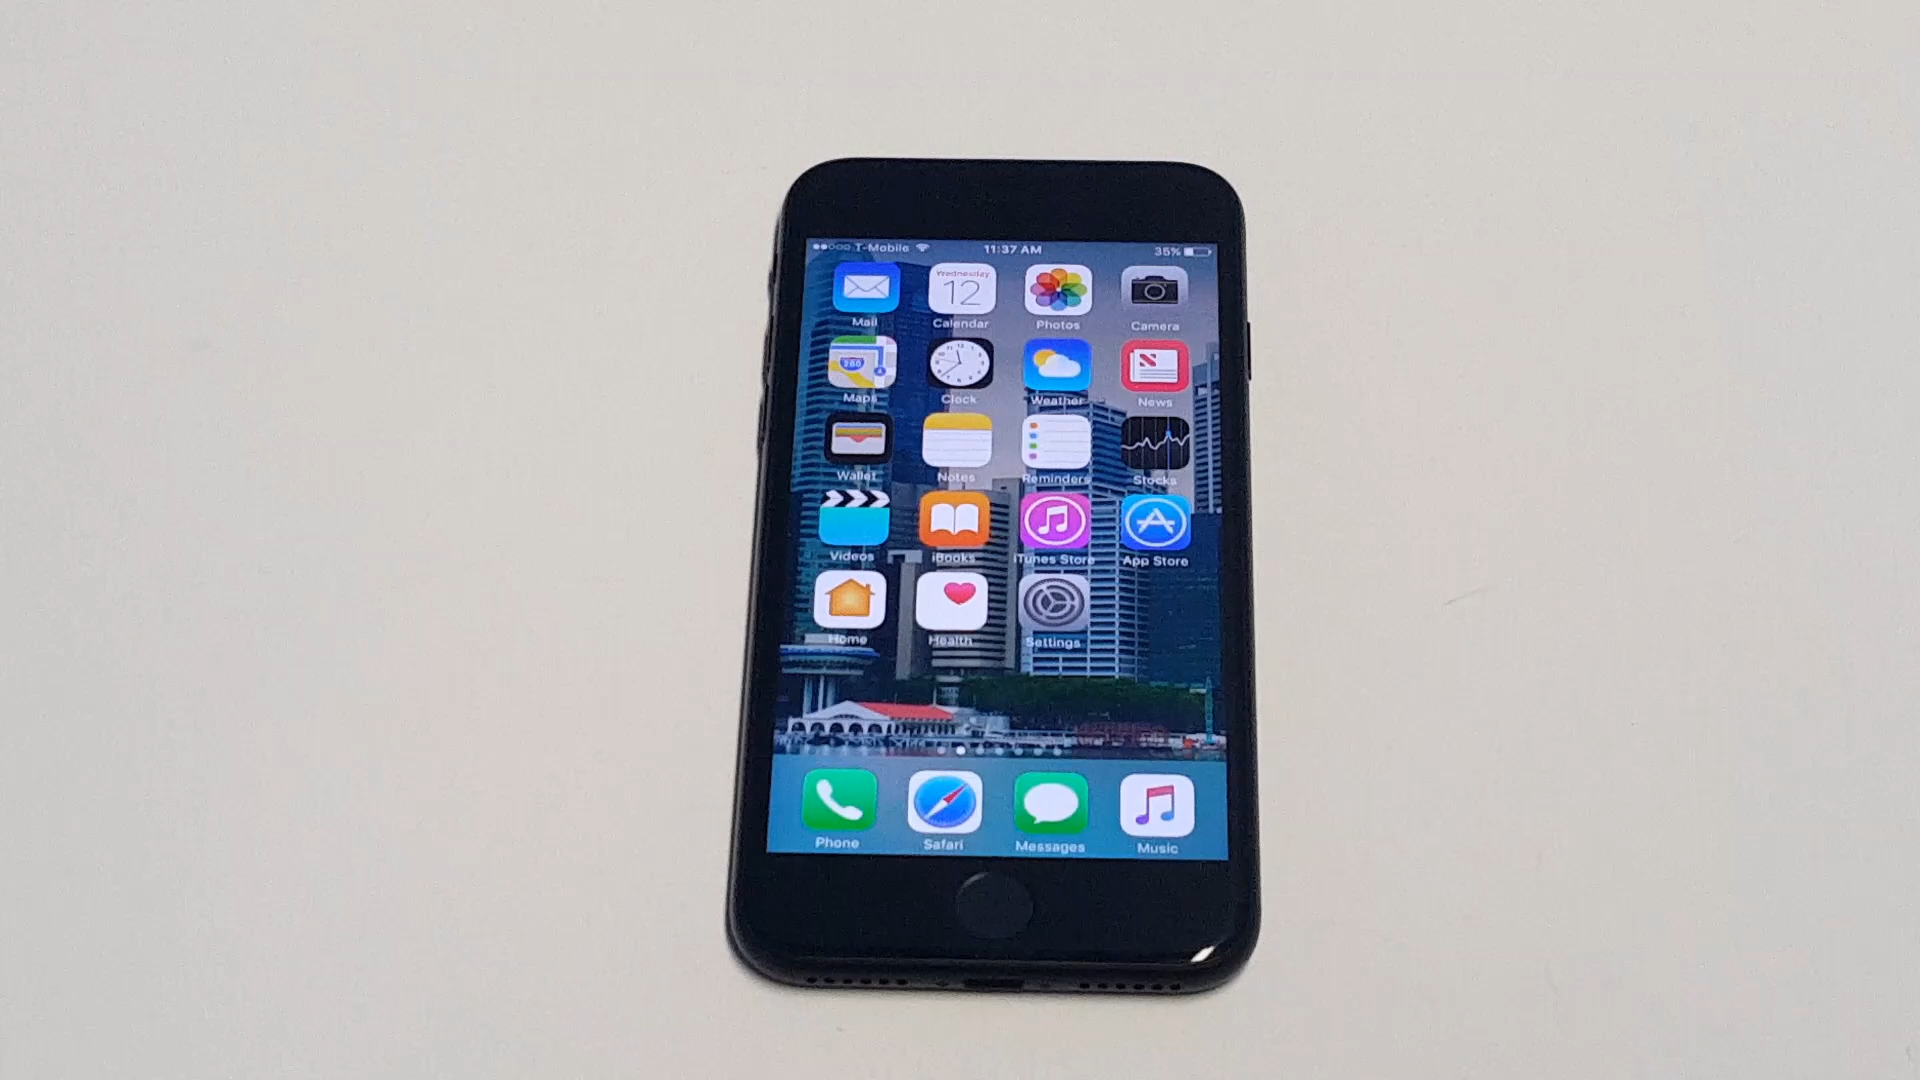 T-Mobile 11:37 AM 35%
Wednesday
12
Mail Calendar Photos Camera
280
Maps Clock Weather News
Wallet Notes Reminders Stocks
Videos iBooks iTunes Store App Store
Home Health Settings
Phone Safari Messages Music